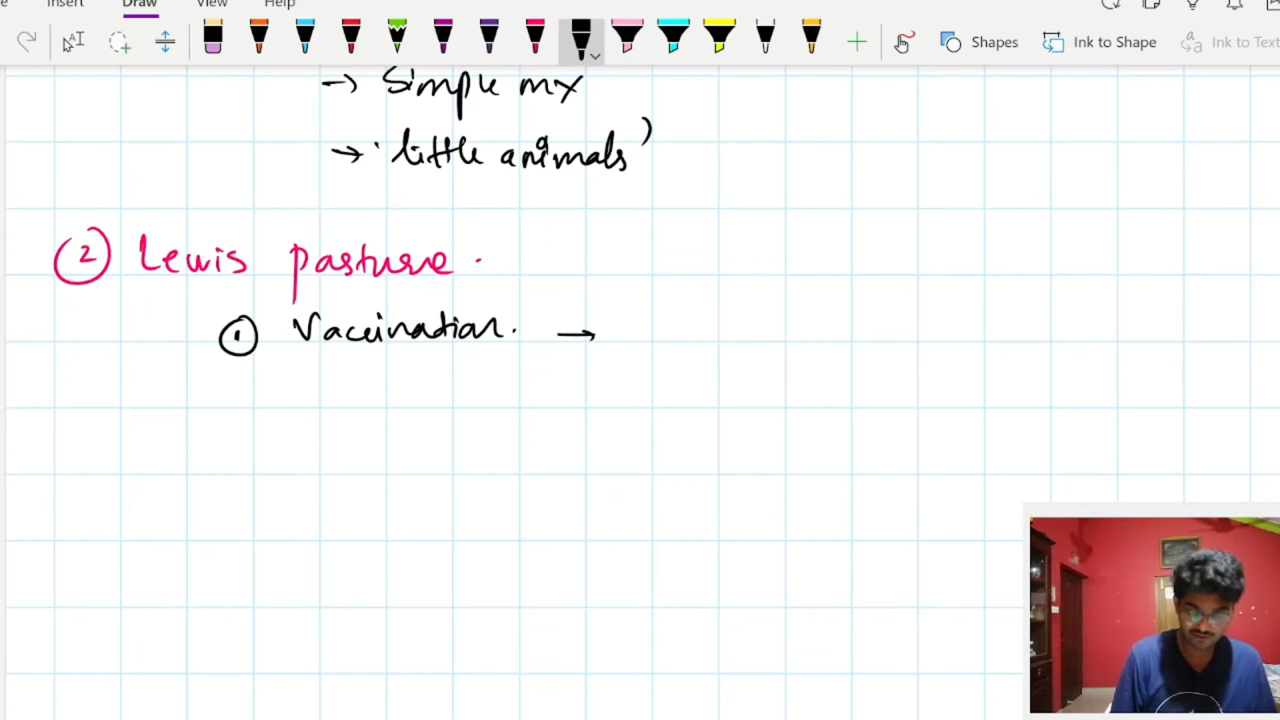 Insert Draw View Help
Shapes Ink to Shape Ink to Text
→ Simple mx
→ 'little animals'
② Lewis pasture.
① Vaccination. →